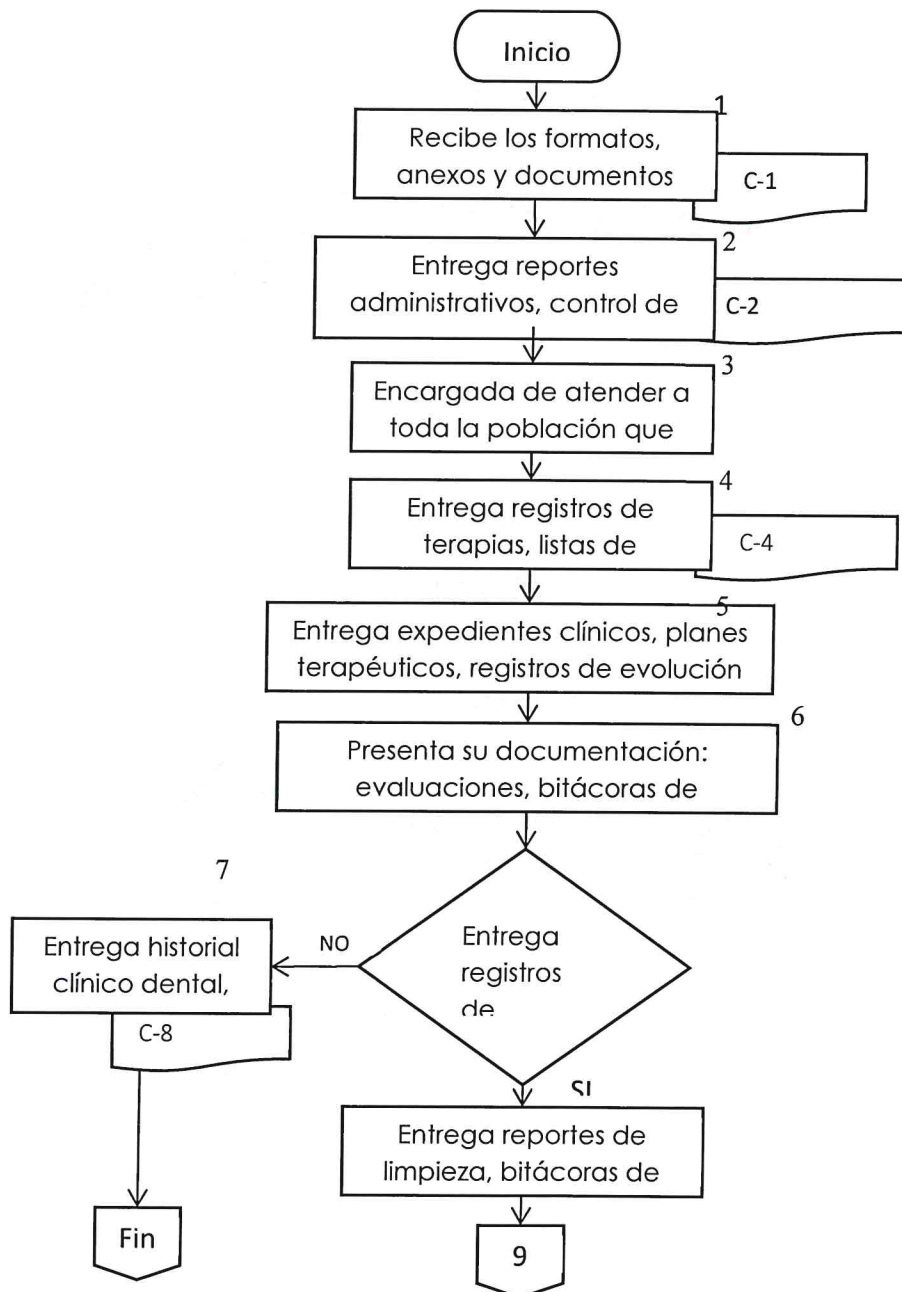 Inicio
1
Recibe los formatos,
anexos y documentos
C-1
2
Entrega reportes
administrativos, control de
C-2
3
Encargada de atender a
toda la población que
4
Entrega registros de
terapias, listas de
C-4
5
Entrega expedientes clínicos, planes
terapéuticos, registros de evolución
6
Presenta su documentación:
evaluaciones, bitácoras de
7
Entrega historial
clínico dental,
C-8
NO
Entrega
registros
de
SI
Entrega reportes de
limpieza, bitácoras de
Fin
9